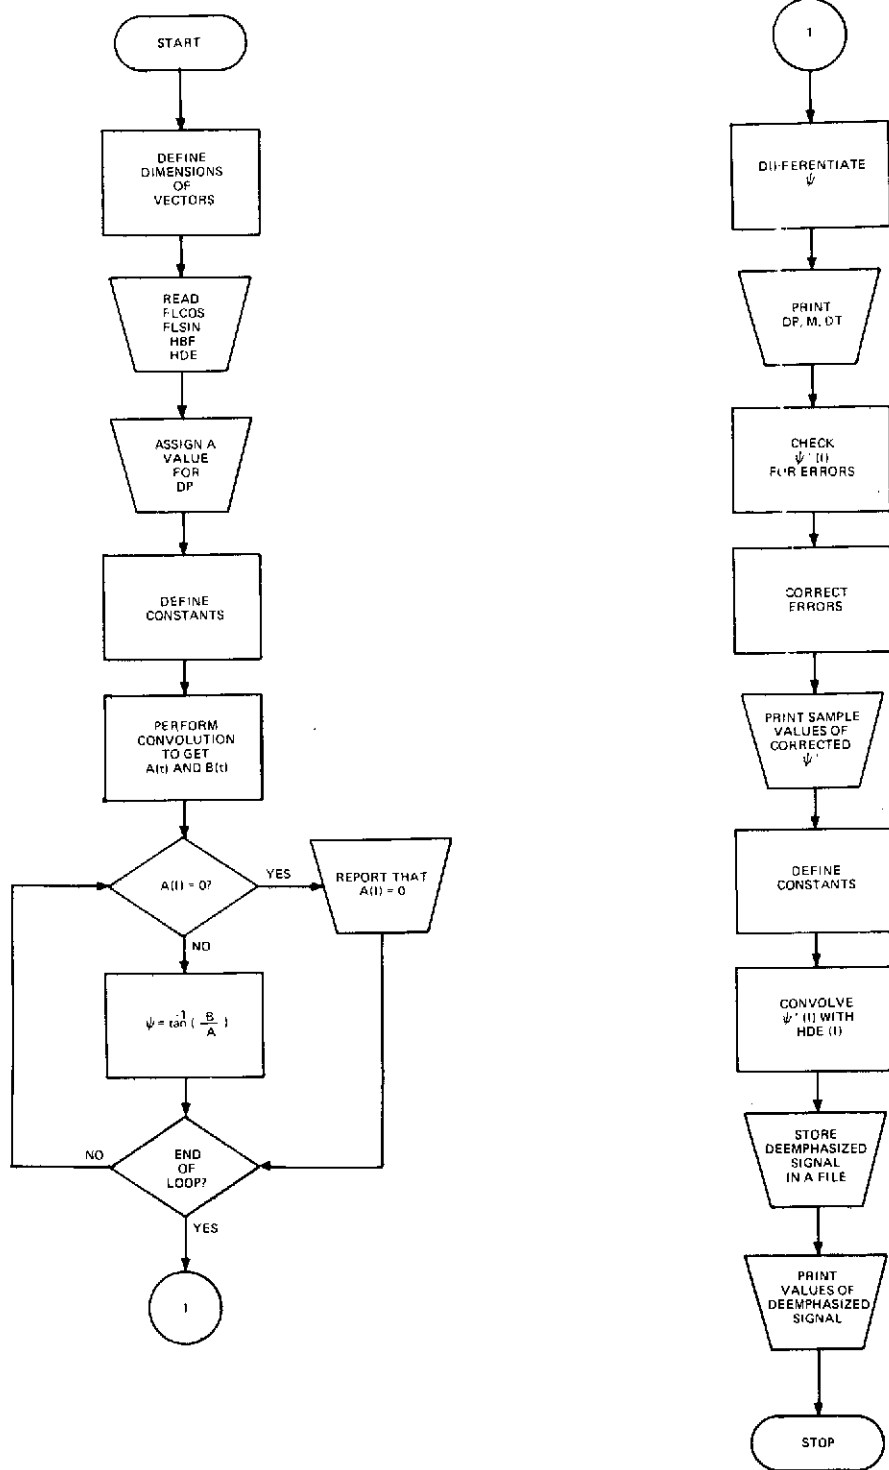 START
DEFINE
DIMENSIONS
OF
VECTORS
READ
FLCOS
FLSIN
HBF
HDE
ASSIGN A
VALUE
FOR
DP
DEFINE
CONSTANTS
PERFORM
CONVOLUTION
TO GET
A(t) AND B(t)
A(I) = 0?
YES
REPORT THAT
A(I) = 0
NO
ψ = tan⁻¹ ( B/A )
NO
END
OF
LOOP?
YES
1
1
DIFFERENTIATE
ψ
PRINT
DP, M, DT
CHECK
ψ' (I)
FOR ERRORS
CORRECT
ERRORS
PRINT SAMPLE
VALUES OF
CORRECTED
ψ'
DEFINE
CONSTANTS
CONVOLVE
ψ' (I) WITH
HDE (I)
STORE
DEEMPHASIZED
SIGNAL
IN A FILE
PRINT
VALUES OF
DEEMPHASIZED
SIGNAL
STOP